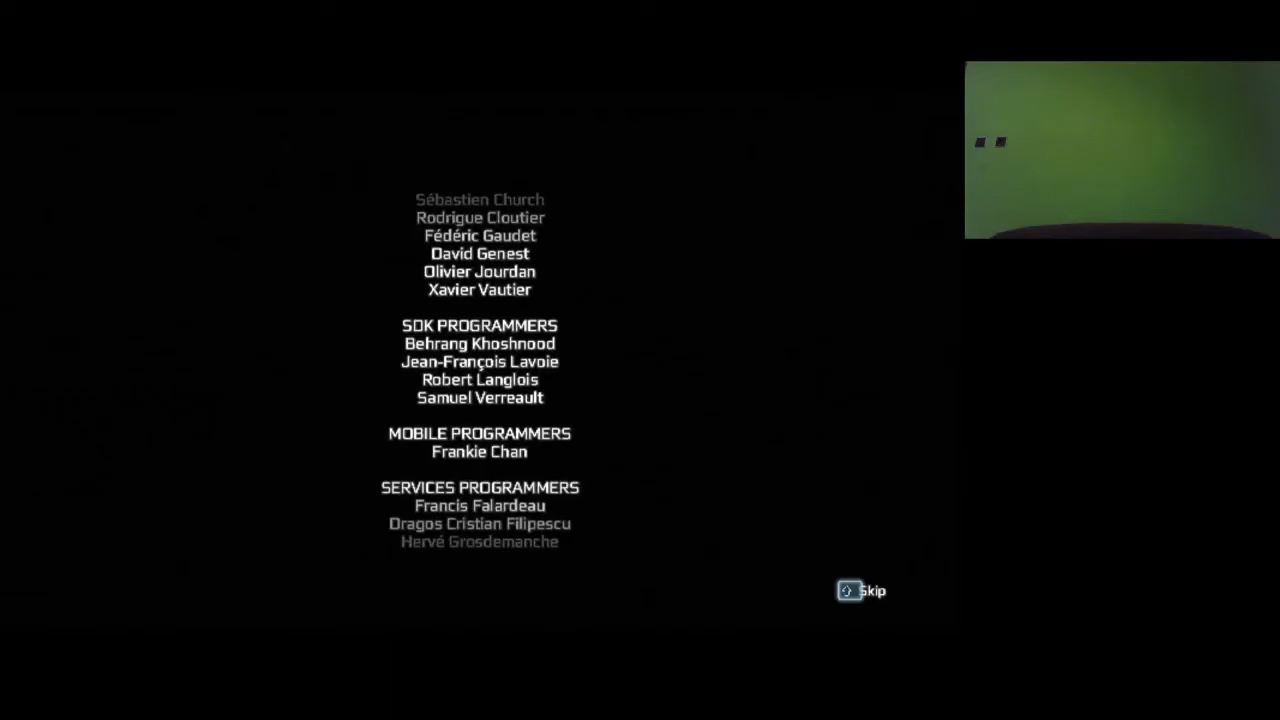 Sébastien Church
Rodrigue Cloutier
Fédéric Gaudet
David Genest
Olivier Jourdan
Xavier Vautier
SDK PROGRAMMERS
Behrang Khoshnood
Jean-François Lavoie
Robert Langlois
Samuel Verreault
MOBILE PROGRAMMERS
Frankie Chan
SERVICES PROGRAMMERS
Francis Falardeau
Dragos Cristian Filipescu
Hervé Grosdemanche
Skip